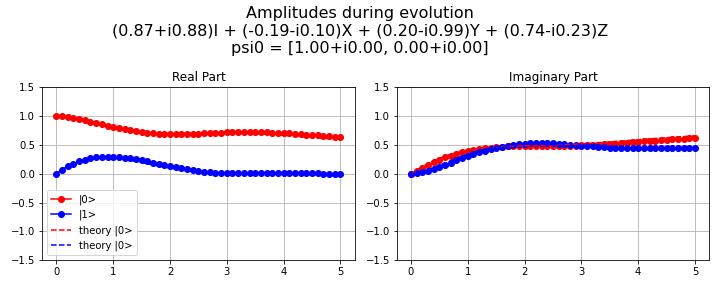 Amplitudes during evolution
(0.87+i0.88)I + (-0.19-i0.10)X + (0.20-i0.99)Y + (0.74-i0.23)Z
psi0 = [1.00+i0.00, 0.00+i0.00]
Real Part
1.5
1.0
0.5
0.0
−0.5
−1.0
−1.5
|0>
|1>
theory |0>
theory |0>
0 1 2 3 4 5
Imaginary Part
1.5
1.0
0.5
0.0
−0.5
−1.0
−1.5
0 1 2 3 4 5